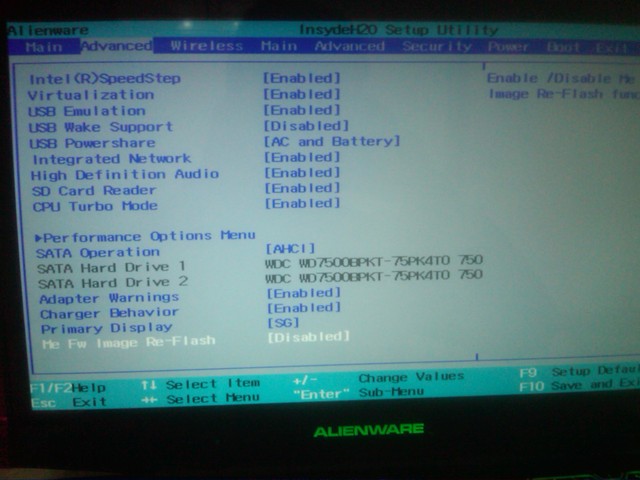 Alienware InsydeH2O Setup Utility
Main Advanced Wireless Main Advanced Security Power Boot Exit
Intel(R)SpeedStep [Enabled] Enable /Disable Me
Virtualization [Enabled] Image Re-Flash func
USB Emulation [Enabled]
USB Wake Support [Disabled]
USB Powershare [AC and Battery]
Integrated Network [Enabled]
High Definition Audio [Enabled]
SD Card Reader [Enabled]
CPU Turbo Mode [Enabled]
▶Performance Options Menu
SATA Operation [AHCI]
SATA Hard Drive 1 WDC WD7500BPKT-75PK4T0 750
SATA Hard Drive 2 WDC WD7500BPKT-75PK4T0 750
Adapter Warnings [Enabled]
Charger Behavior [Enabled]
Primary Display [SG]
Me Fw Image Re-Flash [Disabled]
F1/F2Help ↑↓ Select Item +/- Change Values F9 Setup Defau
Esc Exit ↔ Select Menu "Enter" Sub-Menu F10 Save and Exi
ALIENWARE